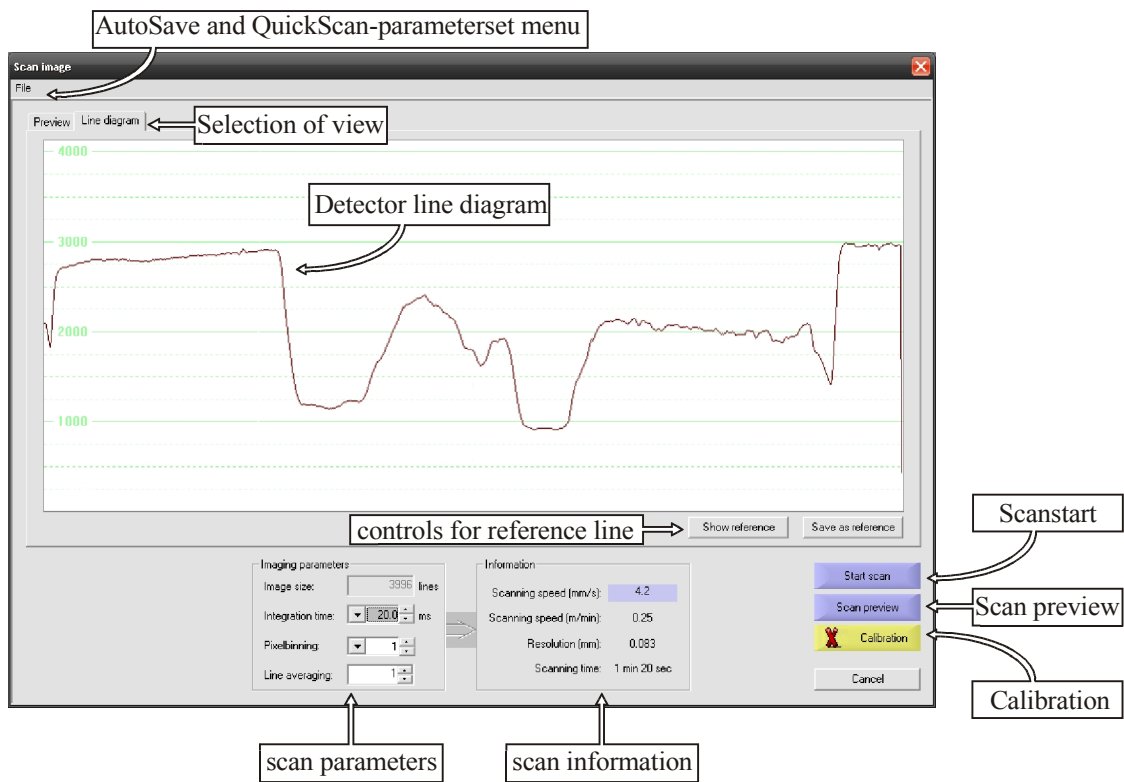 AutoSave and QuickScan-parameterset menu
Scan image
File
Preview
Line diagram
Selection of view
4000
Detector line diagram
3000
2000
1000
controls for reference line
Show reference
Save as reference
Scanstart
Imaging parameters
Image size: 3996 lines
Integration time: 20.0 ms
Pixelbinning: 1
Line averaging: 1
Information
Scanning speed (mm/s): 4.2
Scanning speed (m/min): 0.25
Resolution (mm): 0.083
Scanning time: 1 min 20 sec
Start scan
Scan preview
Calibration
Cancel
Scan preview
Calibration
scan parameters
scan information